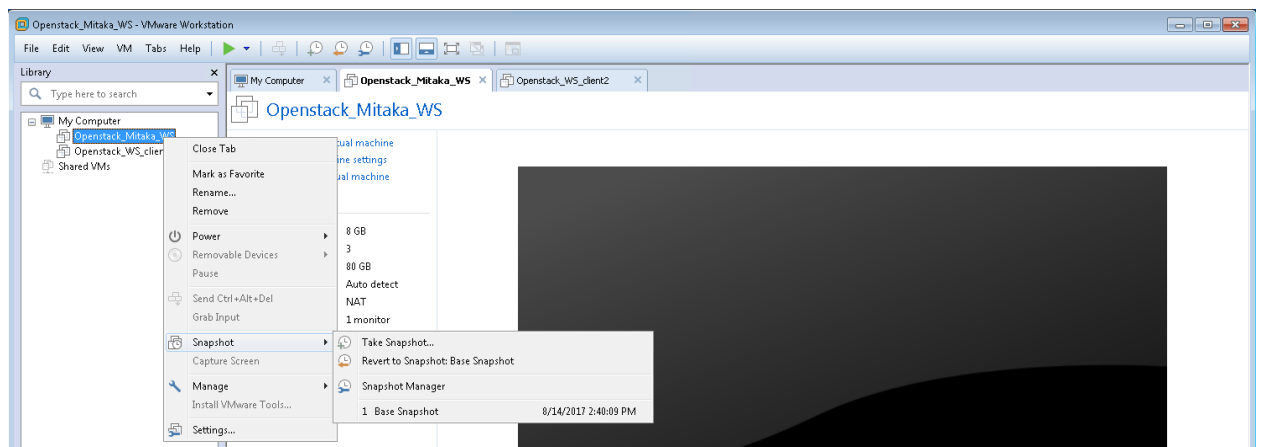 Openstack_Mitaka_WS - VMware Workstation
File Edit View VM Tabs Help
Library
Type here to search
My Computer
Openstack_Mitaka_WS
Openstack_WS_clien
Shared VMs
My Computer
Openstack_Mitaka_WS
Openstack_WS_client2
Openstack_Mitaka_WS
tual machine
ine settings
ual machine
8 GB
3
80 GB
Auto detect
NAT
1 monitor
Close Tab
Mark as Favorite
Rename...
Remove
Power
Removable Devices
Pause
Send Ctrl+Alt+Del
Grab Input
Snapshot
Capture Screen
Manage
Install VMware Tools...
Settings...
Take Snapshot...
Revert to Snapshot: Base Snapshot
Snapshot Manager
1 Base Snapshot 8/14/2017 2:40:09 PM